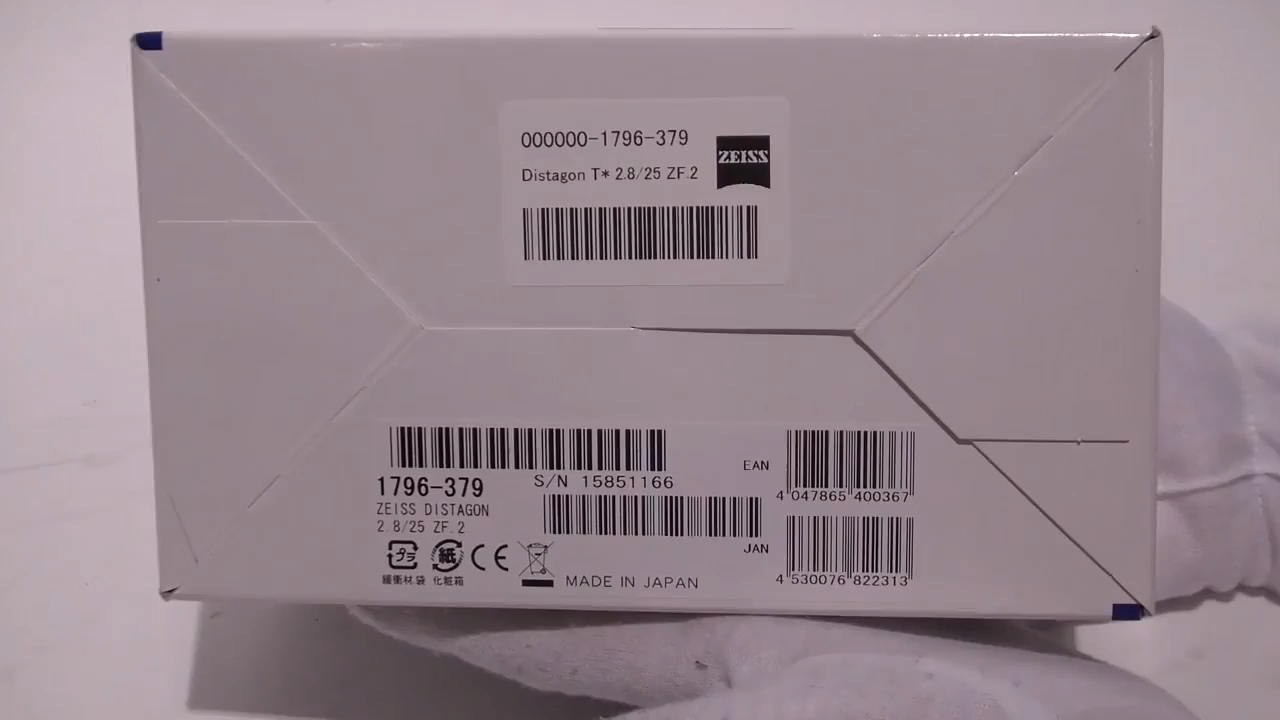 000000-1796-379
ZEISS
Distagon T* 2.8/25 ZF.2
1796-379
S/N 15851166
ZEISS DISTAGON
2.8/25 ZF.2
プラ
紙
CE
緩衝材袋 化粧箱
MADE IN JAPAN
EAN
4 047865 400367
JAN
4 530076 822313